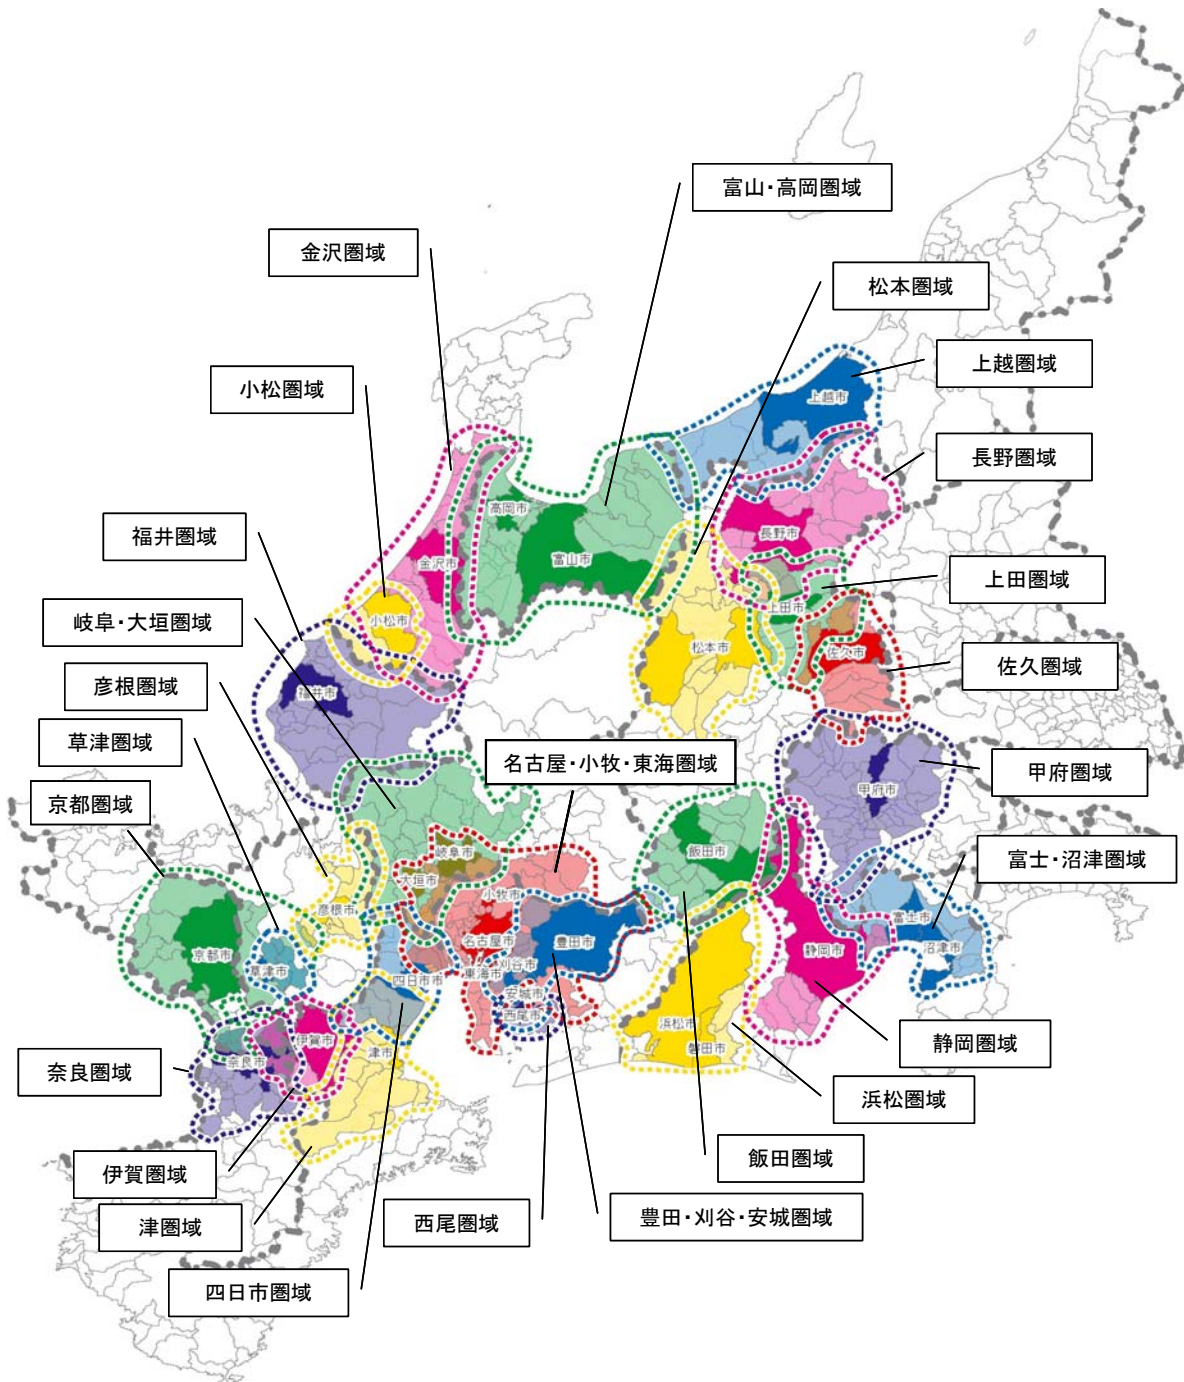 富山・高岡圏域
金沢圏域
松本圏域
上越圏域
小松圏域
上越市
長野圏域
高岡市
福井圏域
長野市
富山市
金沢市
上田圏域
岐阜・大垣圏域
上田市
小松市
佐久市
松本市
佐久圏域
彦根圏域
福井市
草津圏域
名古屋・小牧・東海圏域
甲府圏域
京都圏域
甲府市
岐阜市
飯田市
富士・沼津圏域
大垣市
小牧市
彦根市
富士市
名古屋市
豊田市
静岡市
沼津市
京都市
草津市
刈谷市
東海市
四日市市
安城市
西尾市
浜松市
伊賀市
津市
磐田市
静岡圏域
奈良市
奈良圏域
浜松圏域
伊賀圏域
飯田圏域
津圏域
西尾圏域
豊田・刈谷・安城圏域
四日市圏域